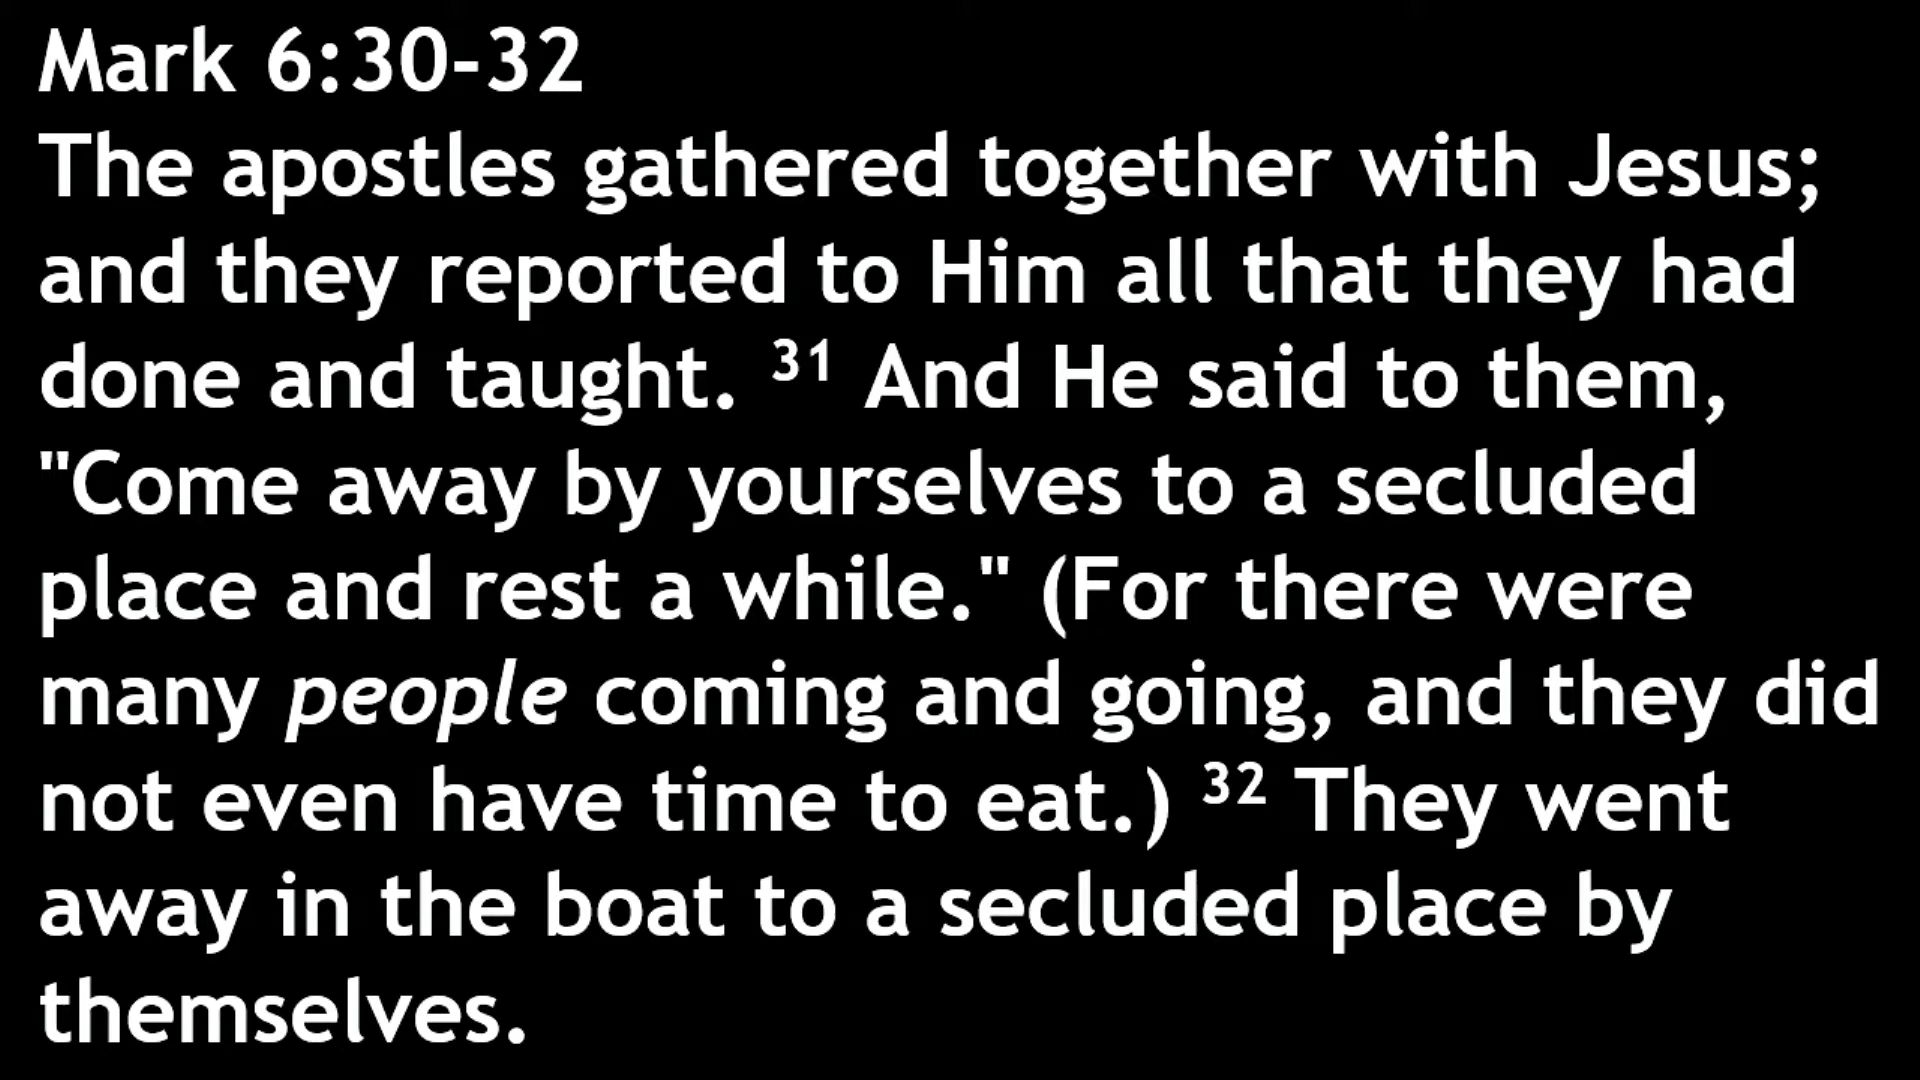 Mark 6:30-32
The apostles gathered together with Jesus;
and they reported to Him all that they had
done and taught. 31 And He said to them,
"Come away by yourselves to a secluded
place and rest a while." (For there were
many people coming and going, and they did
not even have time to eat.) 32 They went
away in the boat to a secluded place by
themselves.